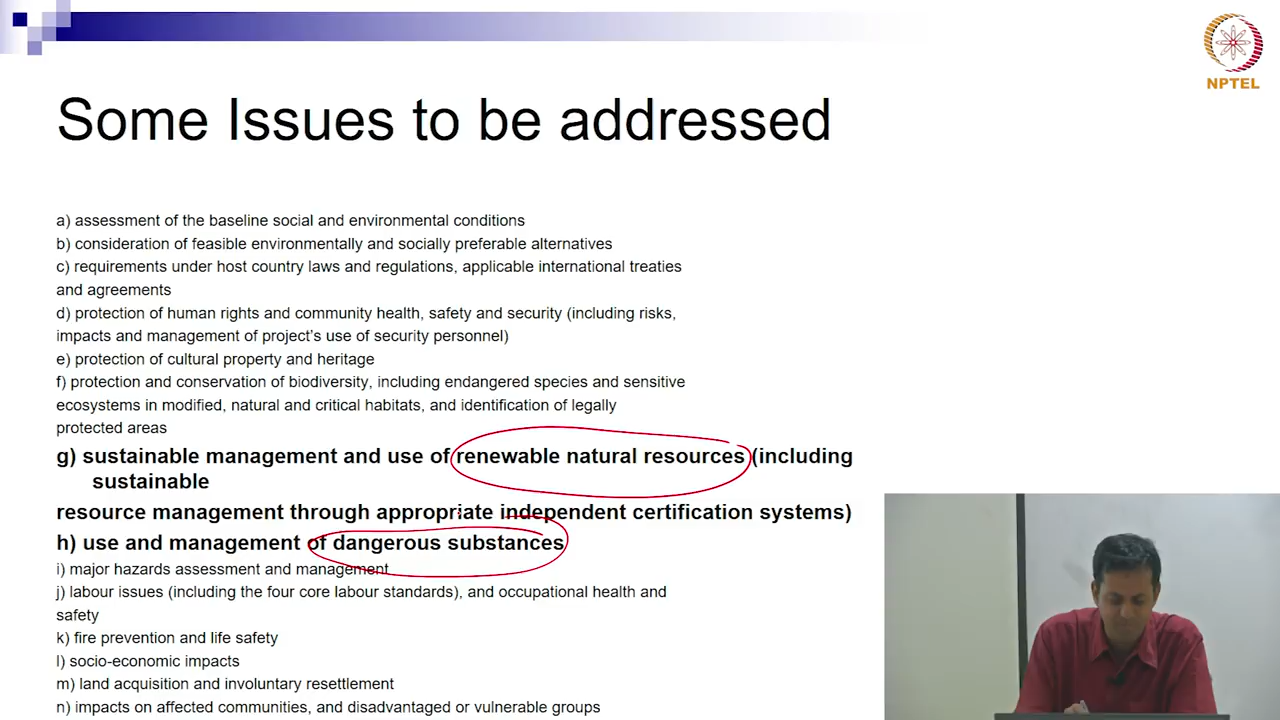 NPTEL
Some Issues to be addressed
a) assessment of the baseline social and environmental conditions
b) consideration of feasible environmentally and socially preferable alternatives
c) requirements under host country laws and regulations, applicable international treaties
and agreements
d) protection of human rights and community health, safety and security (including risks,
impacts and management of project’s use of security personnel)
e) protection of cultural property and heritage
f) protection and conservation of biodiversity, including endangered species and sensitive
ecosystems in modified, natural and critical habitats, and identification of legally
protected areas
g) sustainable management and use of renewable natural resources (including
sustainable
resource management through appropriate independent certification systems)
h) use and management of dangerous substances
i) major hazards assessment and management
j) labour issues (including the four core labour standards), and occupational health and
safety
k) fire prevention and life safety
l) socio-economic impacts
m) land acquisition and involuntary resettlement
n) impacts on affected communities, and disadvantaged or vulnerable groups